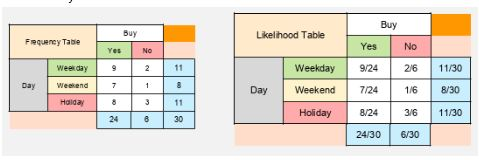 Frequency Table Buy
Yes No
Day Weekday 9 2 11
Weekend 7 1 8
Holiday 8 3 11
24 6 30
Likelihood Table Buy
Yes No
Day Weekday 9/24 2/6 11/30
Weekend 7/24 1/6 8/30
Holiday 8/24 3/6 11/30
24/30 6/30